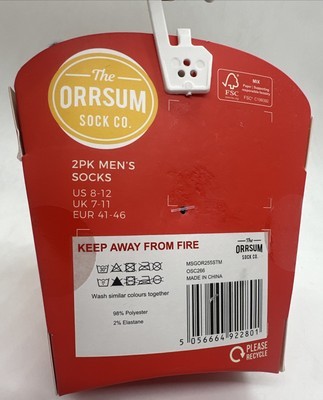 The
ORRSUM
SOCK CO.
FSC
MIX
2PK MEN'S
SOCKS
US 8-12
UK 7-11
EUR 41-46
KEEP AWAY FROM FIRE
The
ORRSUM
SOCK CO.
MSGOR255STM
OSC266
MADE IN CHINA
Wash similar colours together
98% Polyester
2% Elastane
5 056664 922801
PLEASE
RECYCLE